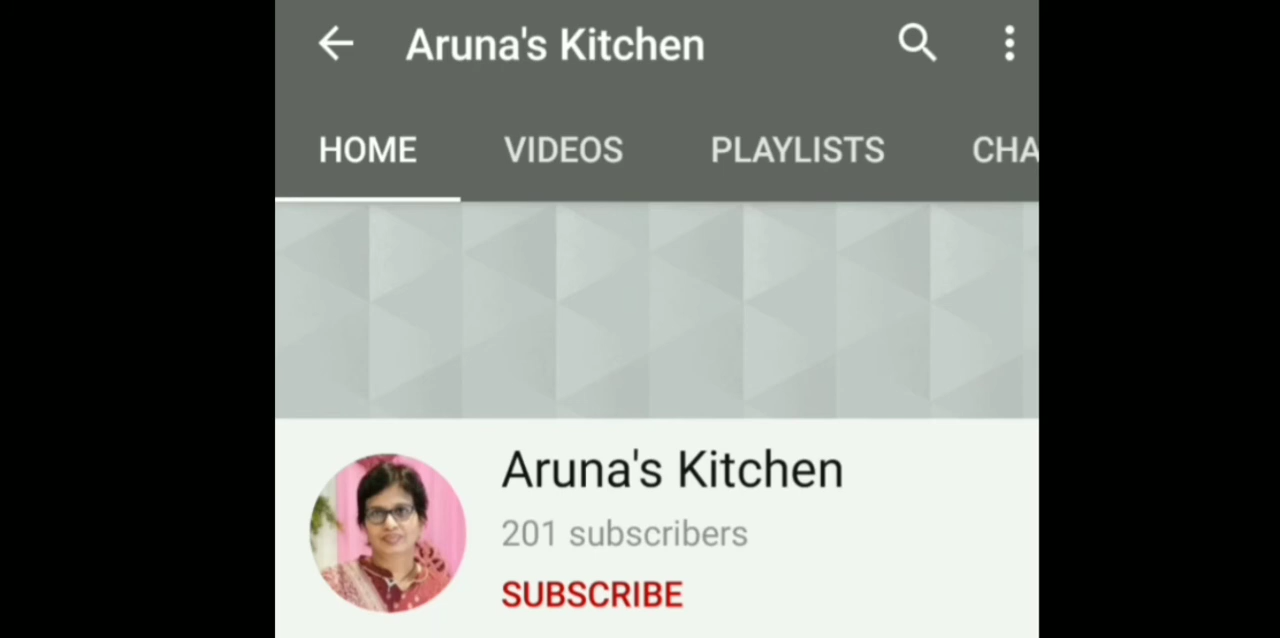 Aruna's Kitchen
HOME VIDEOS PLAYLISTS CHA
Aruna's Kitchen
201 subscribers
SUBSCRIBE